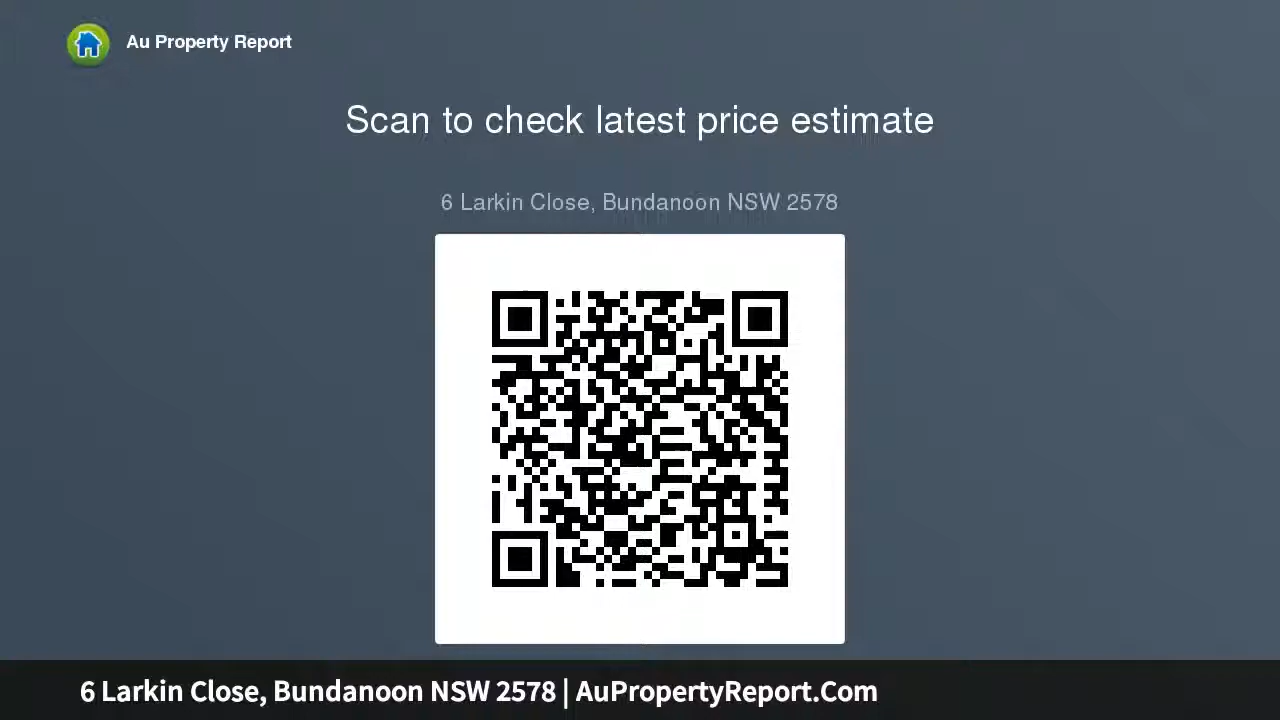 Au Property Report
Scan to check latest price estimate
6 Larkin Close, Bundanoon NSW 2578
6 Larkin Close, Bundanoon NSW 2578 | AuPropertyReport.Com